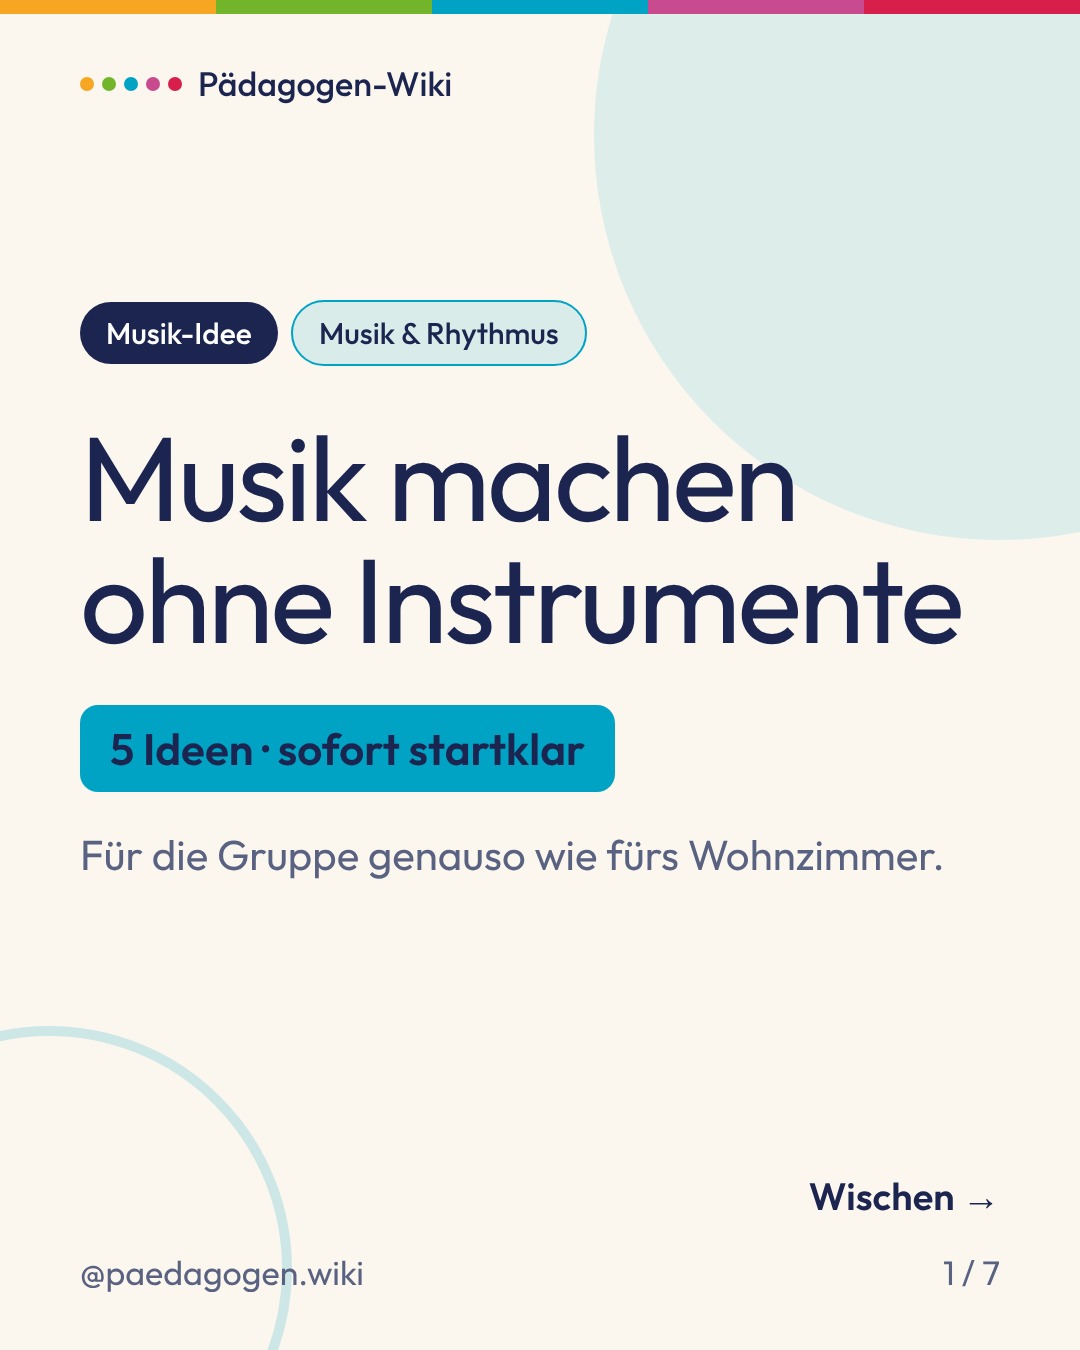 Pädagogen-Wiki
Musik-Idee
Musik & Rhythmus
Musik machen
ohne Instrumente
5 Ideen · sofort startklar
Für die Gruppe genauso wie fürs Wohnzimmer.
Wischen →
@paedagogen.wiki
1 / 7